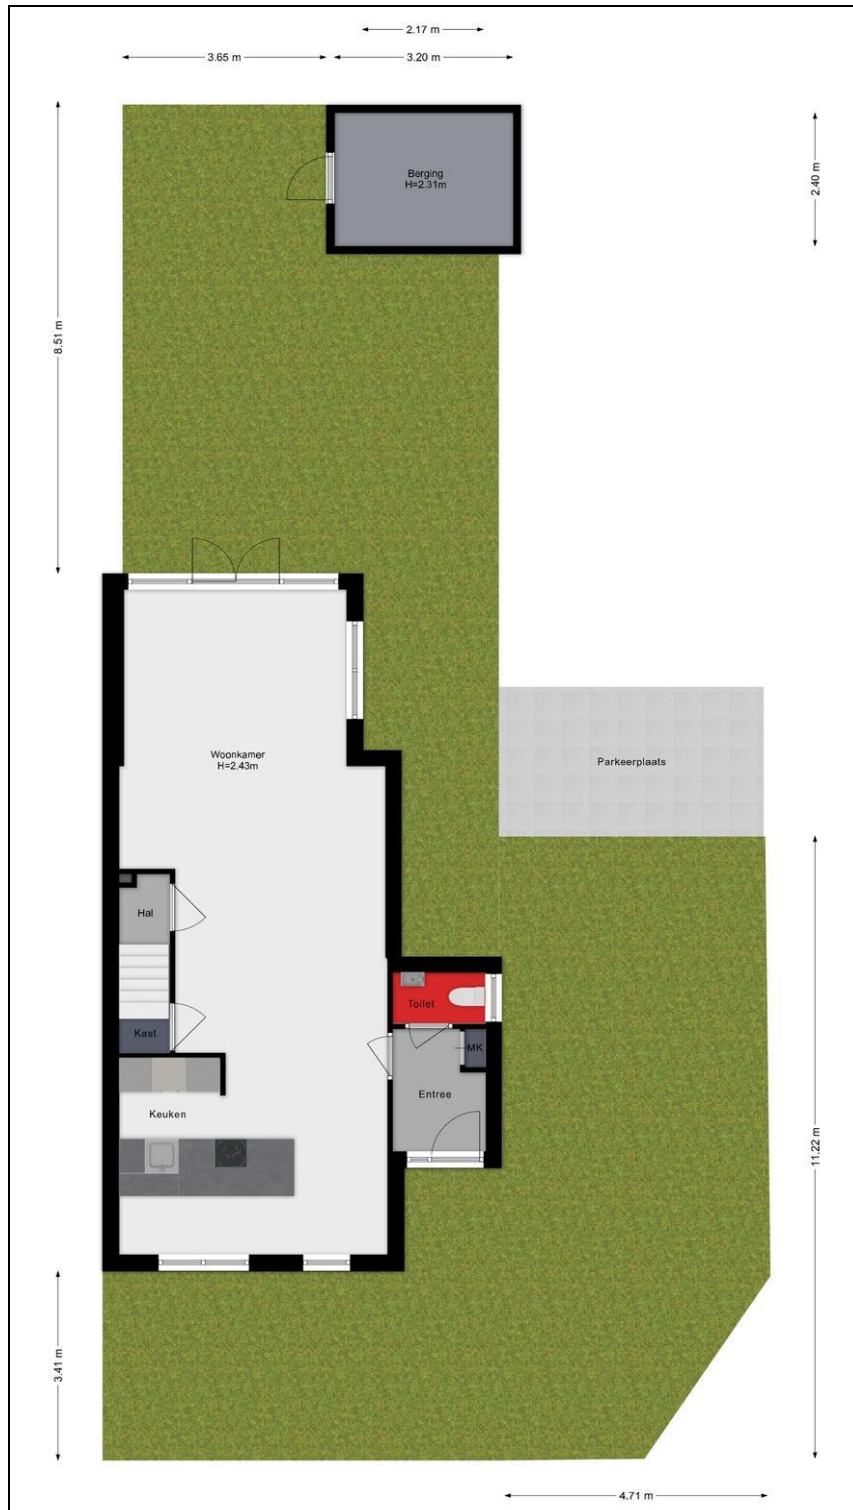 2.17 m
3.65 m
3.20 m
Berging
H=2.31m
2.40 m
8.51 m
Woonkamer
H=2.43m
Parkeerplaats
Hal
Toilet
Kast
MK
Entree
Keuken
11.22 m
3.41 m
4.71 m